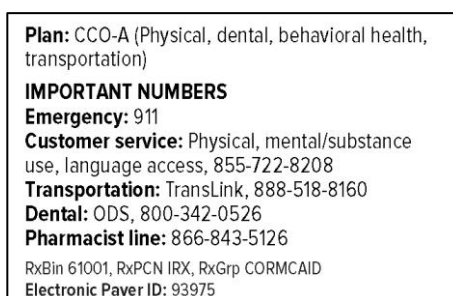 Plan: CCO-A (Physical, dental, behavioral health,
transportation)
IMPORTANT NUMBERS
Emergency: 911
Customer service: Physical, mental/substance
use, language access, 855-722-8208
Transportation: TransLink, 888-518-8160
Dental: ODS, 800-342-0526
Pharmacist line: 866-843-5126
RxBin 61001, RxPCN IRX, RxGrp CORMCAID
Electronic Payer ID: 93975